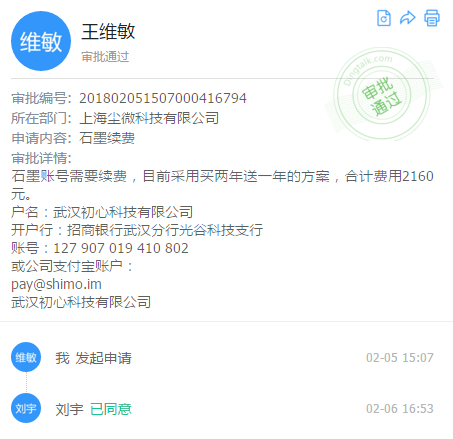 维敏
王维敏
审批通过
Dingtalk.com
审批
通过
审批编号: 201802051507000416794
所在部门: 上海尘微科技有限公司
申请内容: 石墨续费
审批详情:
石墨账号需要续费，目前采用买两年送一年的方案，合计费用2160
元。
户名：武汉初心科技有限公司
开户行：招商银行武汉分行光谷科技支行
账号：127 907 019 410 802
或公司支付宝账户：
pay@shimo.im
武汉初心科技有限公司
维敏 我 发起申请 02-05 15:07
刘宇 刘宇 已同意 02-06 16:53